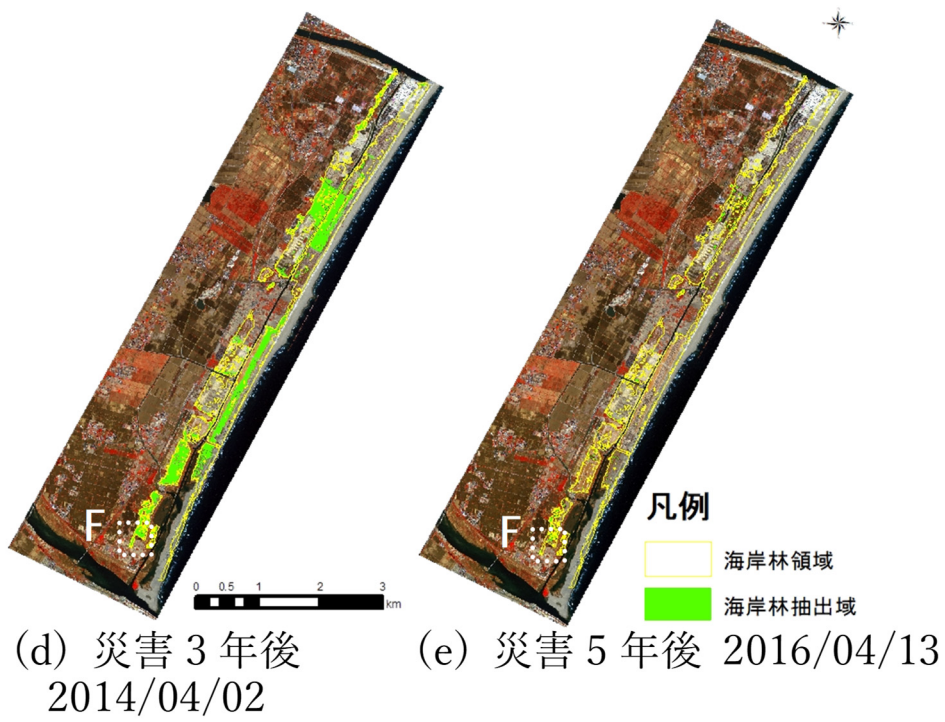 F
F
凡例
海岸林領域
海岸林抽出域
0 0.5 1 2 3
km
(d) 災害 3 年後
2014/04/02
(e) 災害 5 年後 2016/04/13